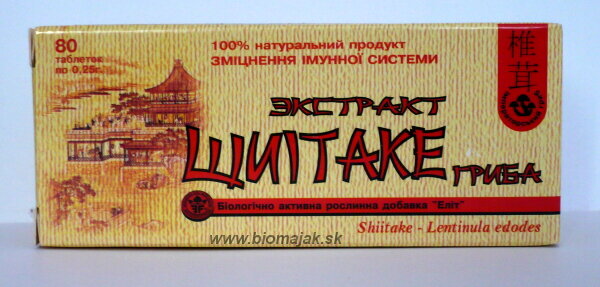 80
таблеток
по 0,25г.
100% натуральний продукт
ЗМІЦНЕННЯ ІМУННОЇ СИСТЕМИ
椎茸
ЭКСТРАКТ
ШИІТАКЕ
ГРИБА
Біологічно активна рослинна добавка "Еліт"
www.biomajak.sk
Shiitake - Lentinula edodes